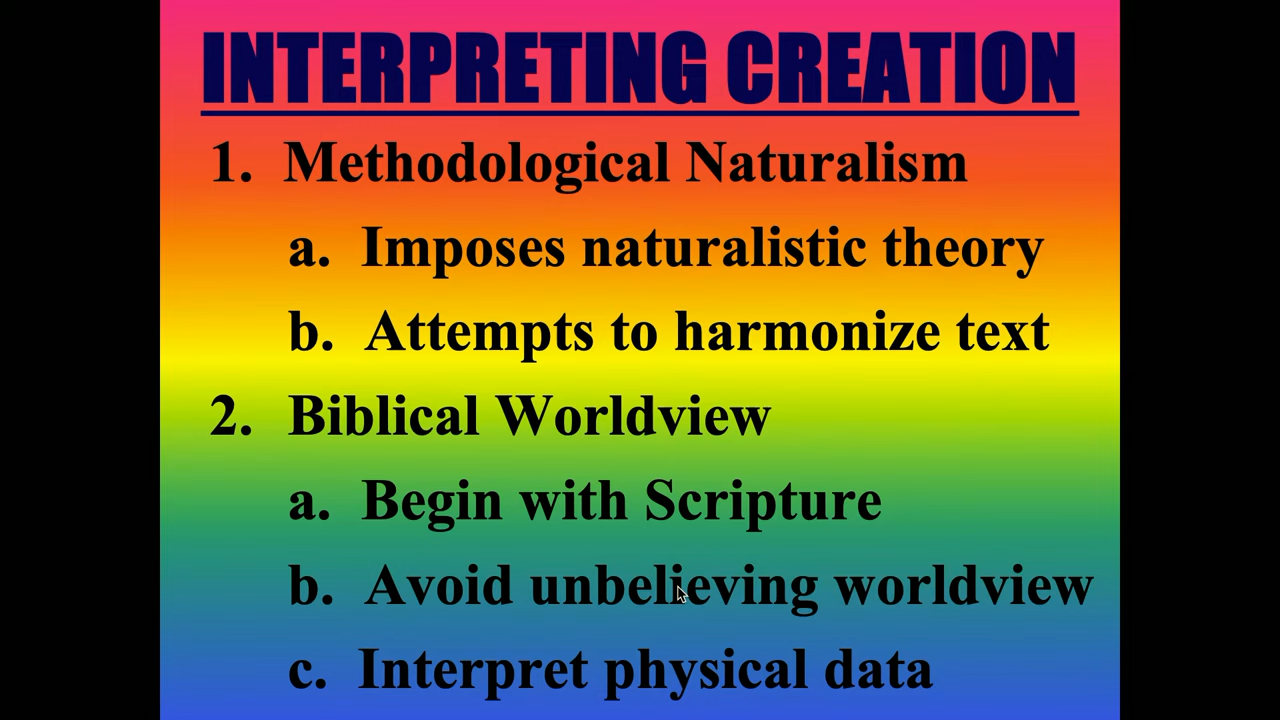 INTERPRETING CREATION
1. Methodological Naturalism
a. Imposes naturalistic theory
b. Attempts to harmonize text
2. Biblical Worldview
a. Begin with Scripture
b. Avoid unbelieving worldview
c. Interpret physical data